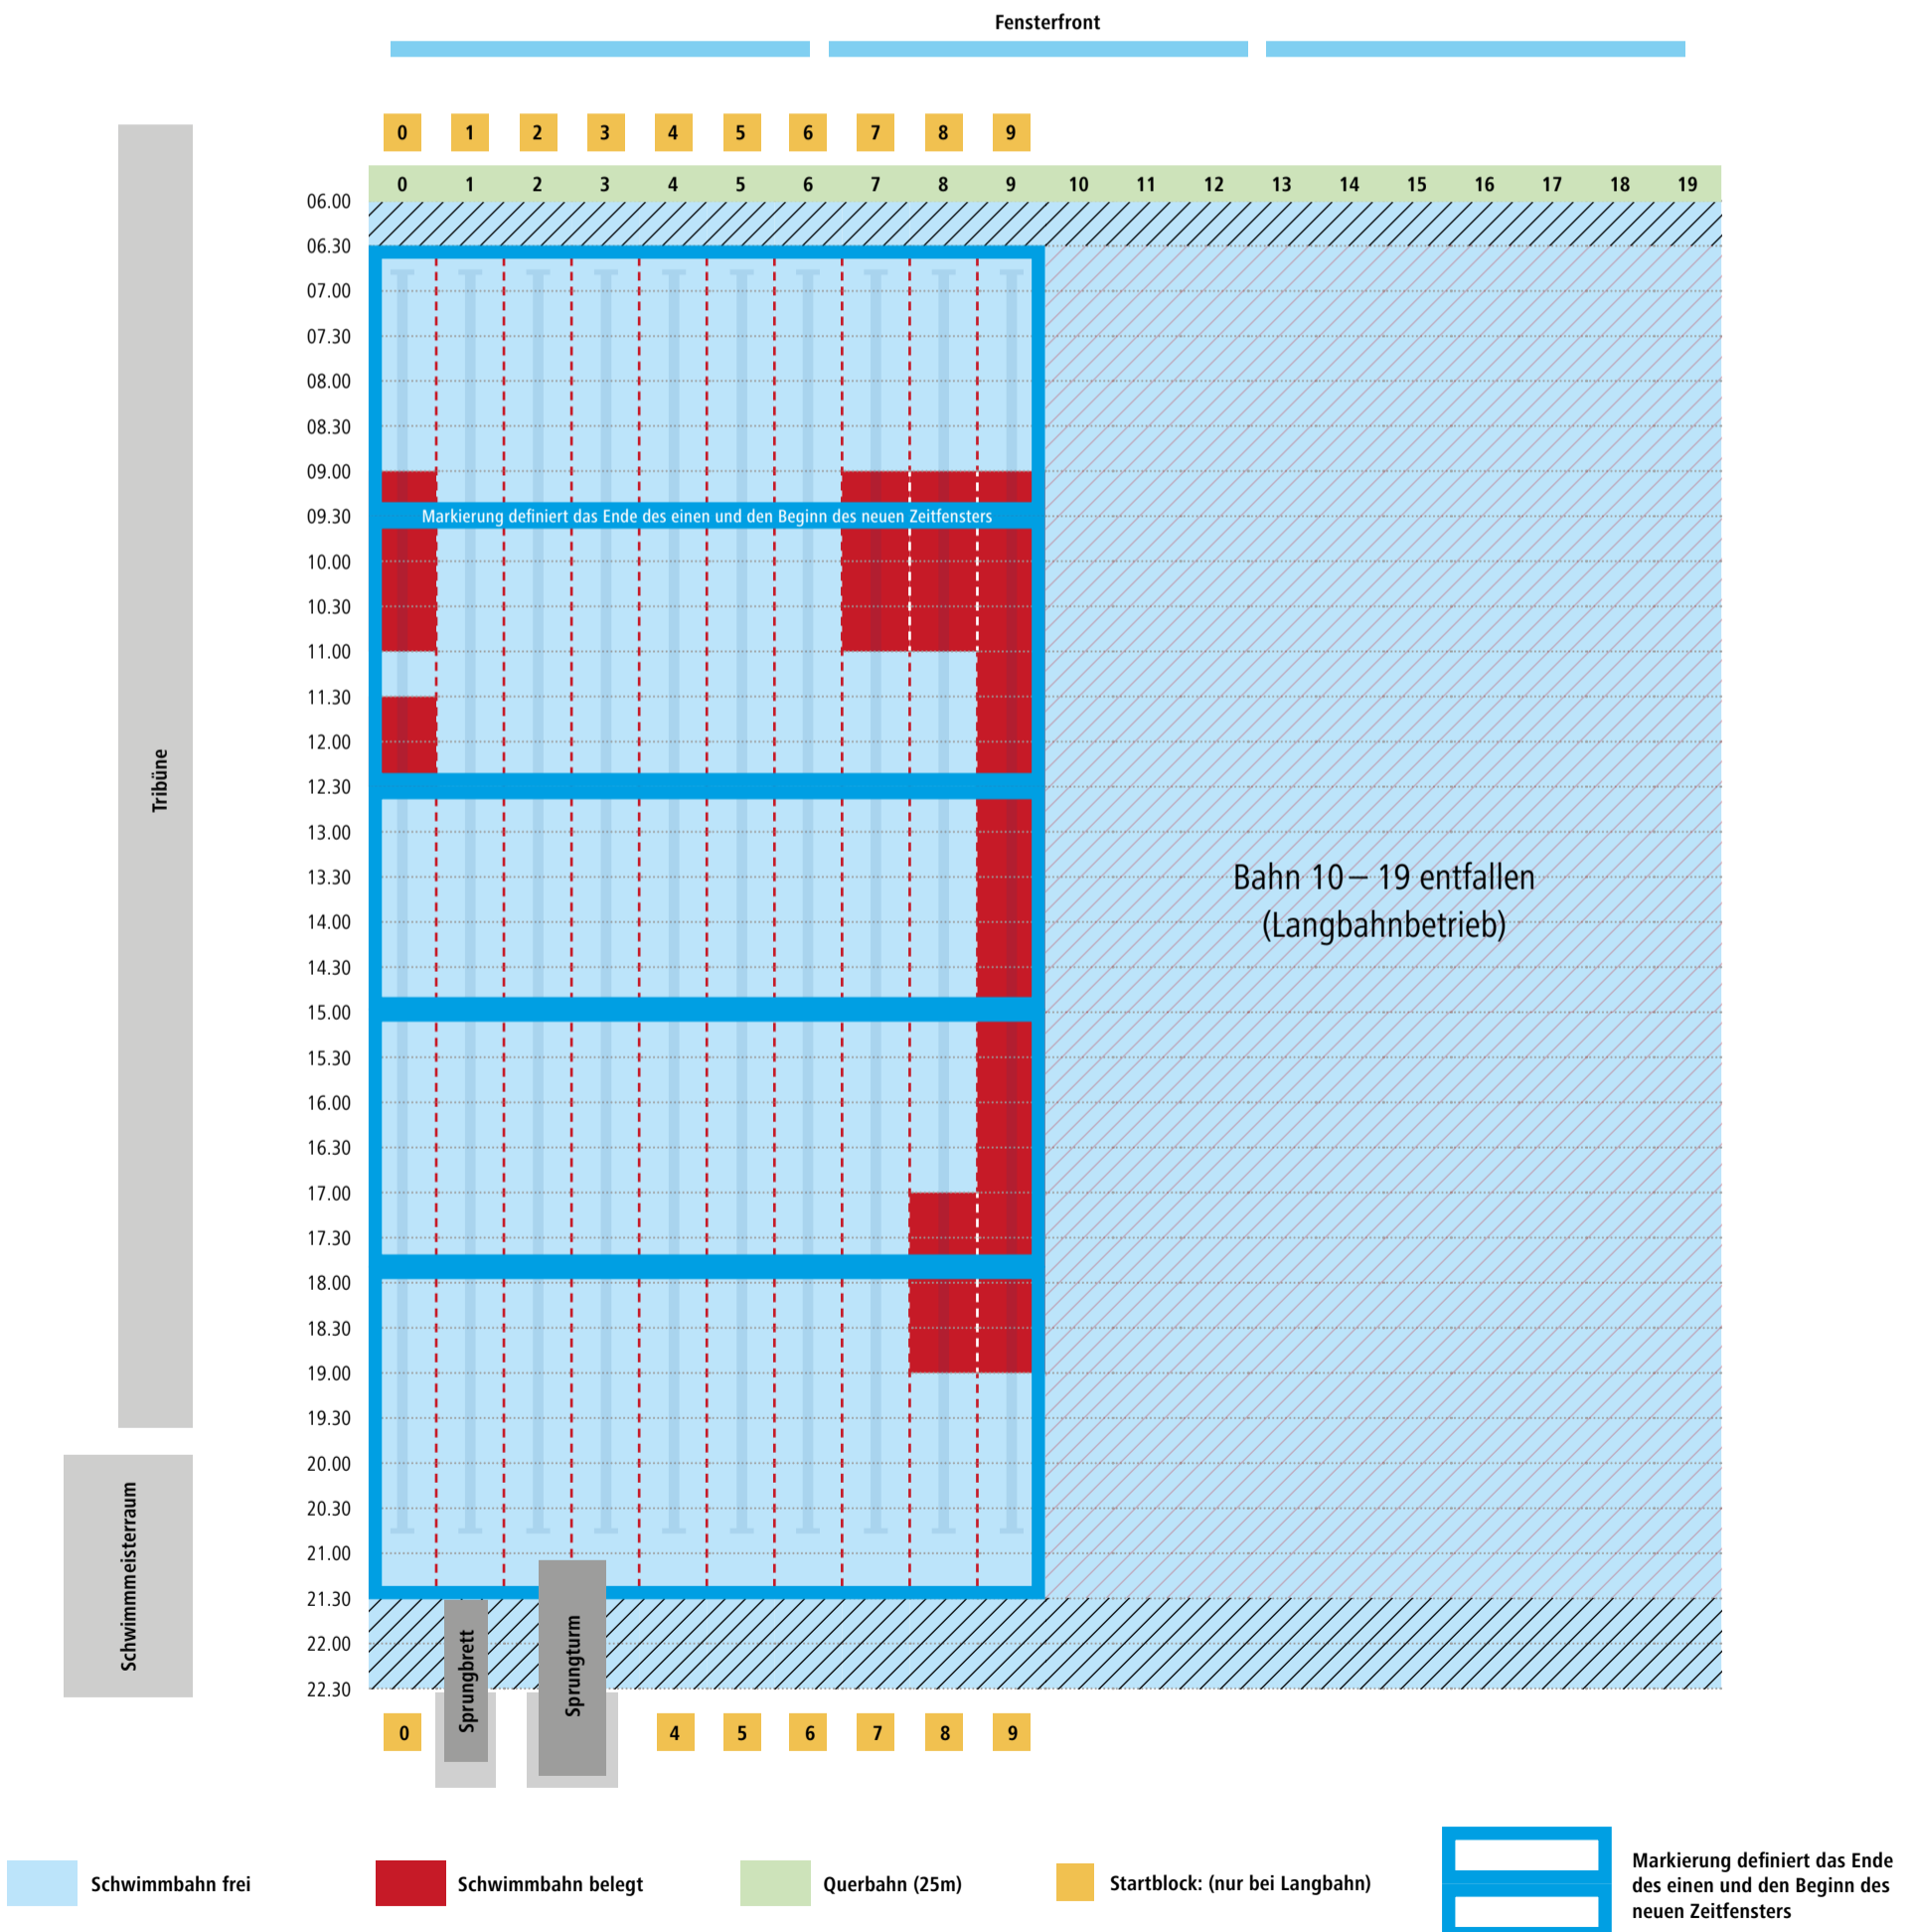 Fensterfront
0 1 2 3 4 5 6 7 8 9
0 1 2 3 4 5 6 7 8 9 10 11 12 13 14 15 16 17 18 19
06.00
06.30
07.00
07.30
08.00
08.30
09.00
09.30
Markierung definiert das Ende des einen und den Beginn des neuen Zeitfensters
10.00
10.30
11.00
11.30
12.00
12.30
13.00
13.30
14.00
14.30
15.00
15.30
16.00
16.30
17.00
17.30
18.00
18.30
19.00
19.30
20.00
20.30
21.00
21.30
22.00
22.30
Tribüne
Schwimmeisterraum
Bahn 10 – 19 entfallen
(Langbahnbetrieb)
Sprungbrett
Sprungturm
0 4 5 6 7 8 9
Schwimmbahn frei
Schwimmbahn belegt
Querbahn (25m)
Startblock: (nur bei Langbahn)
Markierung definiert das Ende
des einen und den Beginn des
neuen Zeitfensters